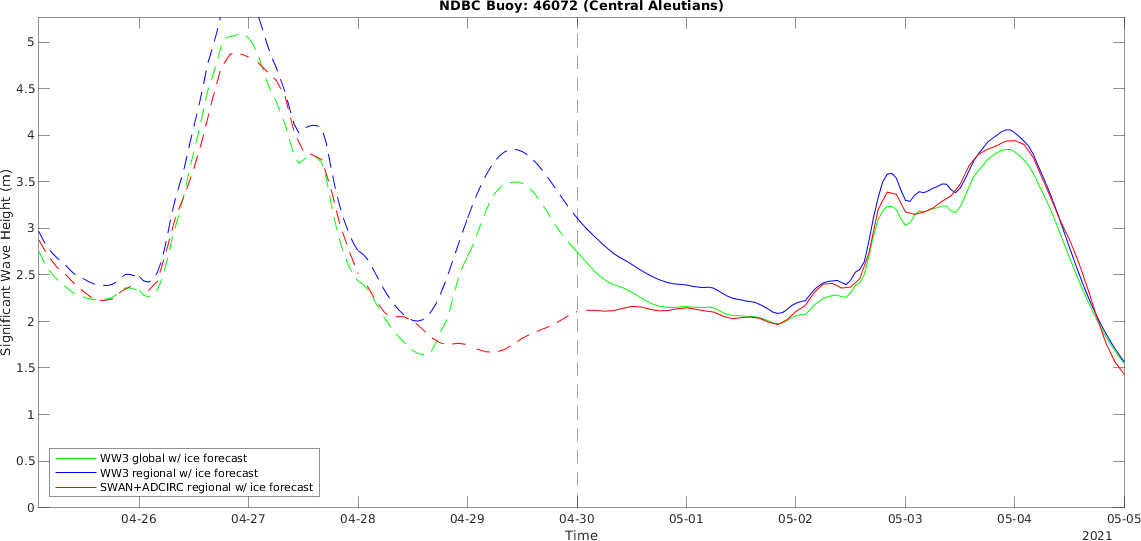 NDBC Buoy: 46072 (Central Aleutians)
Significant Wave Height (m)
5
4.5
4
3.5
3
2.5
2
1.5
1
0.5
0
WW3 global w/ ice forecast
WW3 regional w/ ice forecast
SWAN+ADCIRC regional w/ ice forecast
04-26 04-27 04-28 04-29 04-30 05-01 05-02 05-03 05-04 05-05
Time
2021